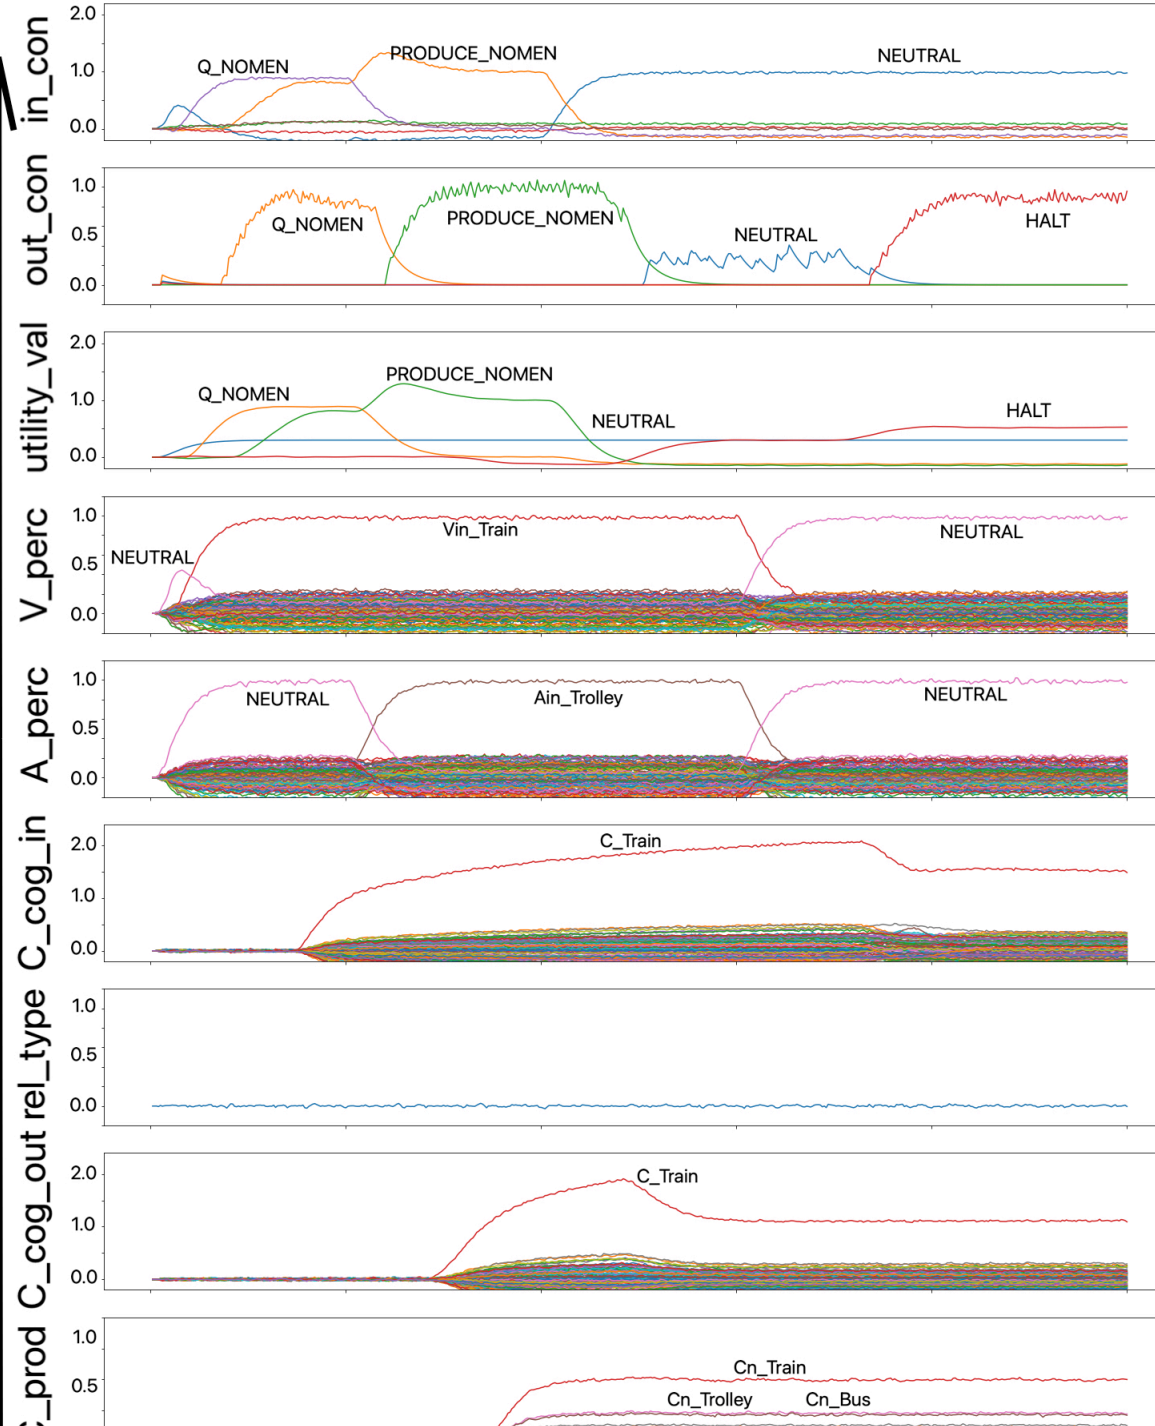 in_con
2.0
1.0
0.0
Q_NOMEN
PRODUCE_NOMEN
NEUTRAL
out_con
1.0
0.5
0.0
Q_NOMEN
PRODUCE_NOMEN
NEUTRAL
HALT
utility_val
2.0
1.0
0.0
Q_NOMEN
PRODUCE_NOMEN
NEUTRAL
HALT
V_perc
1.0
0.5
0.0
NEUTRAL
Vin_Train
NEUTRAL
A_perc
1.0
0.5
0.0
NEUTRAL
Ain_Trolley
NEUTRAL
C_cog_in
2.0
1.0
0.0
C_Train
rel_type
1.0
0.5
0.0
C_cog_out
2.0
1.0
0.0
C_Train
_prod
1.0
0.5
Cn_Train
Cn_Trolley Cn_Bus